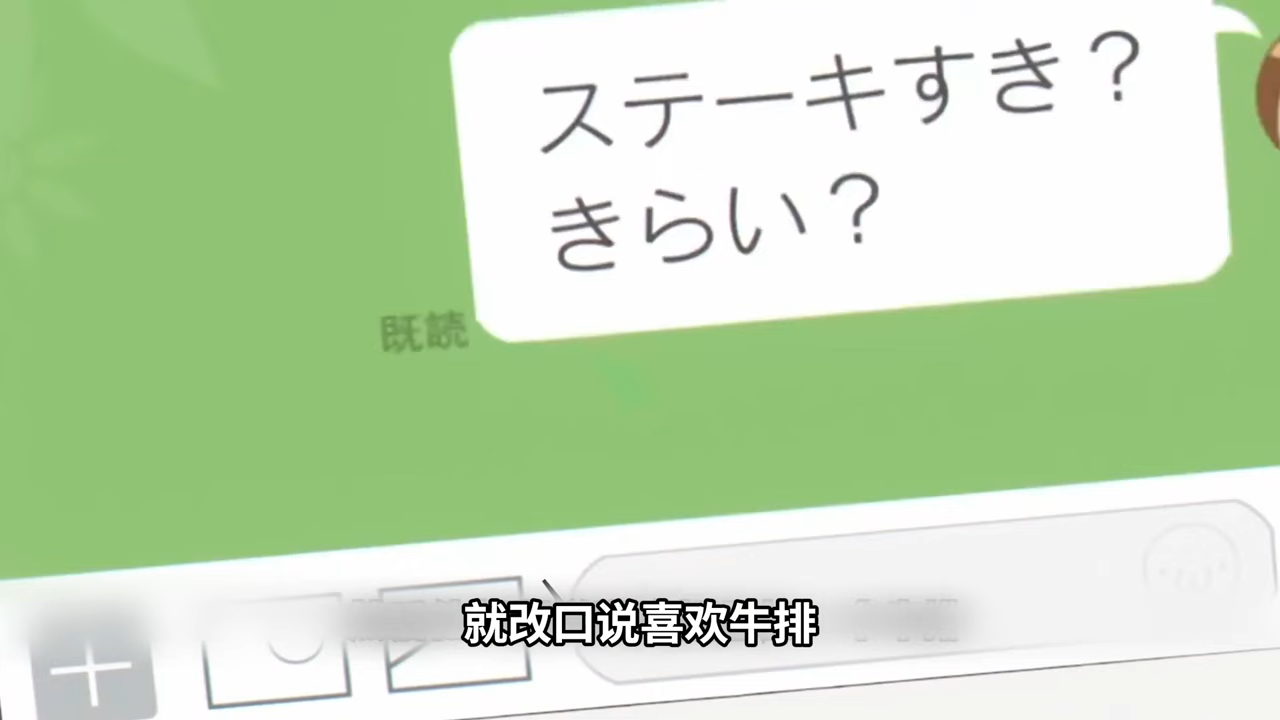 ステーキすき？
きらい？
既読
就改口说喜欢牛排